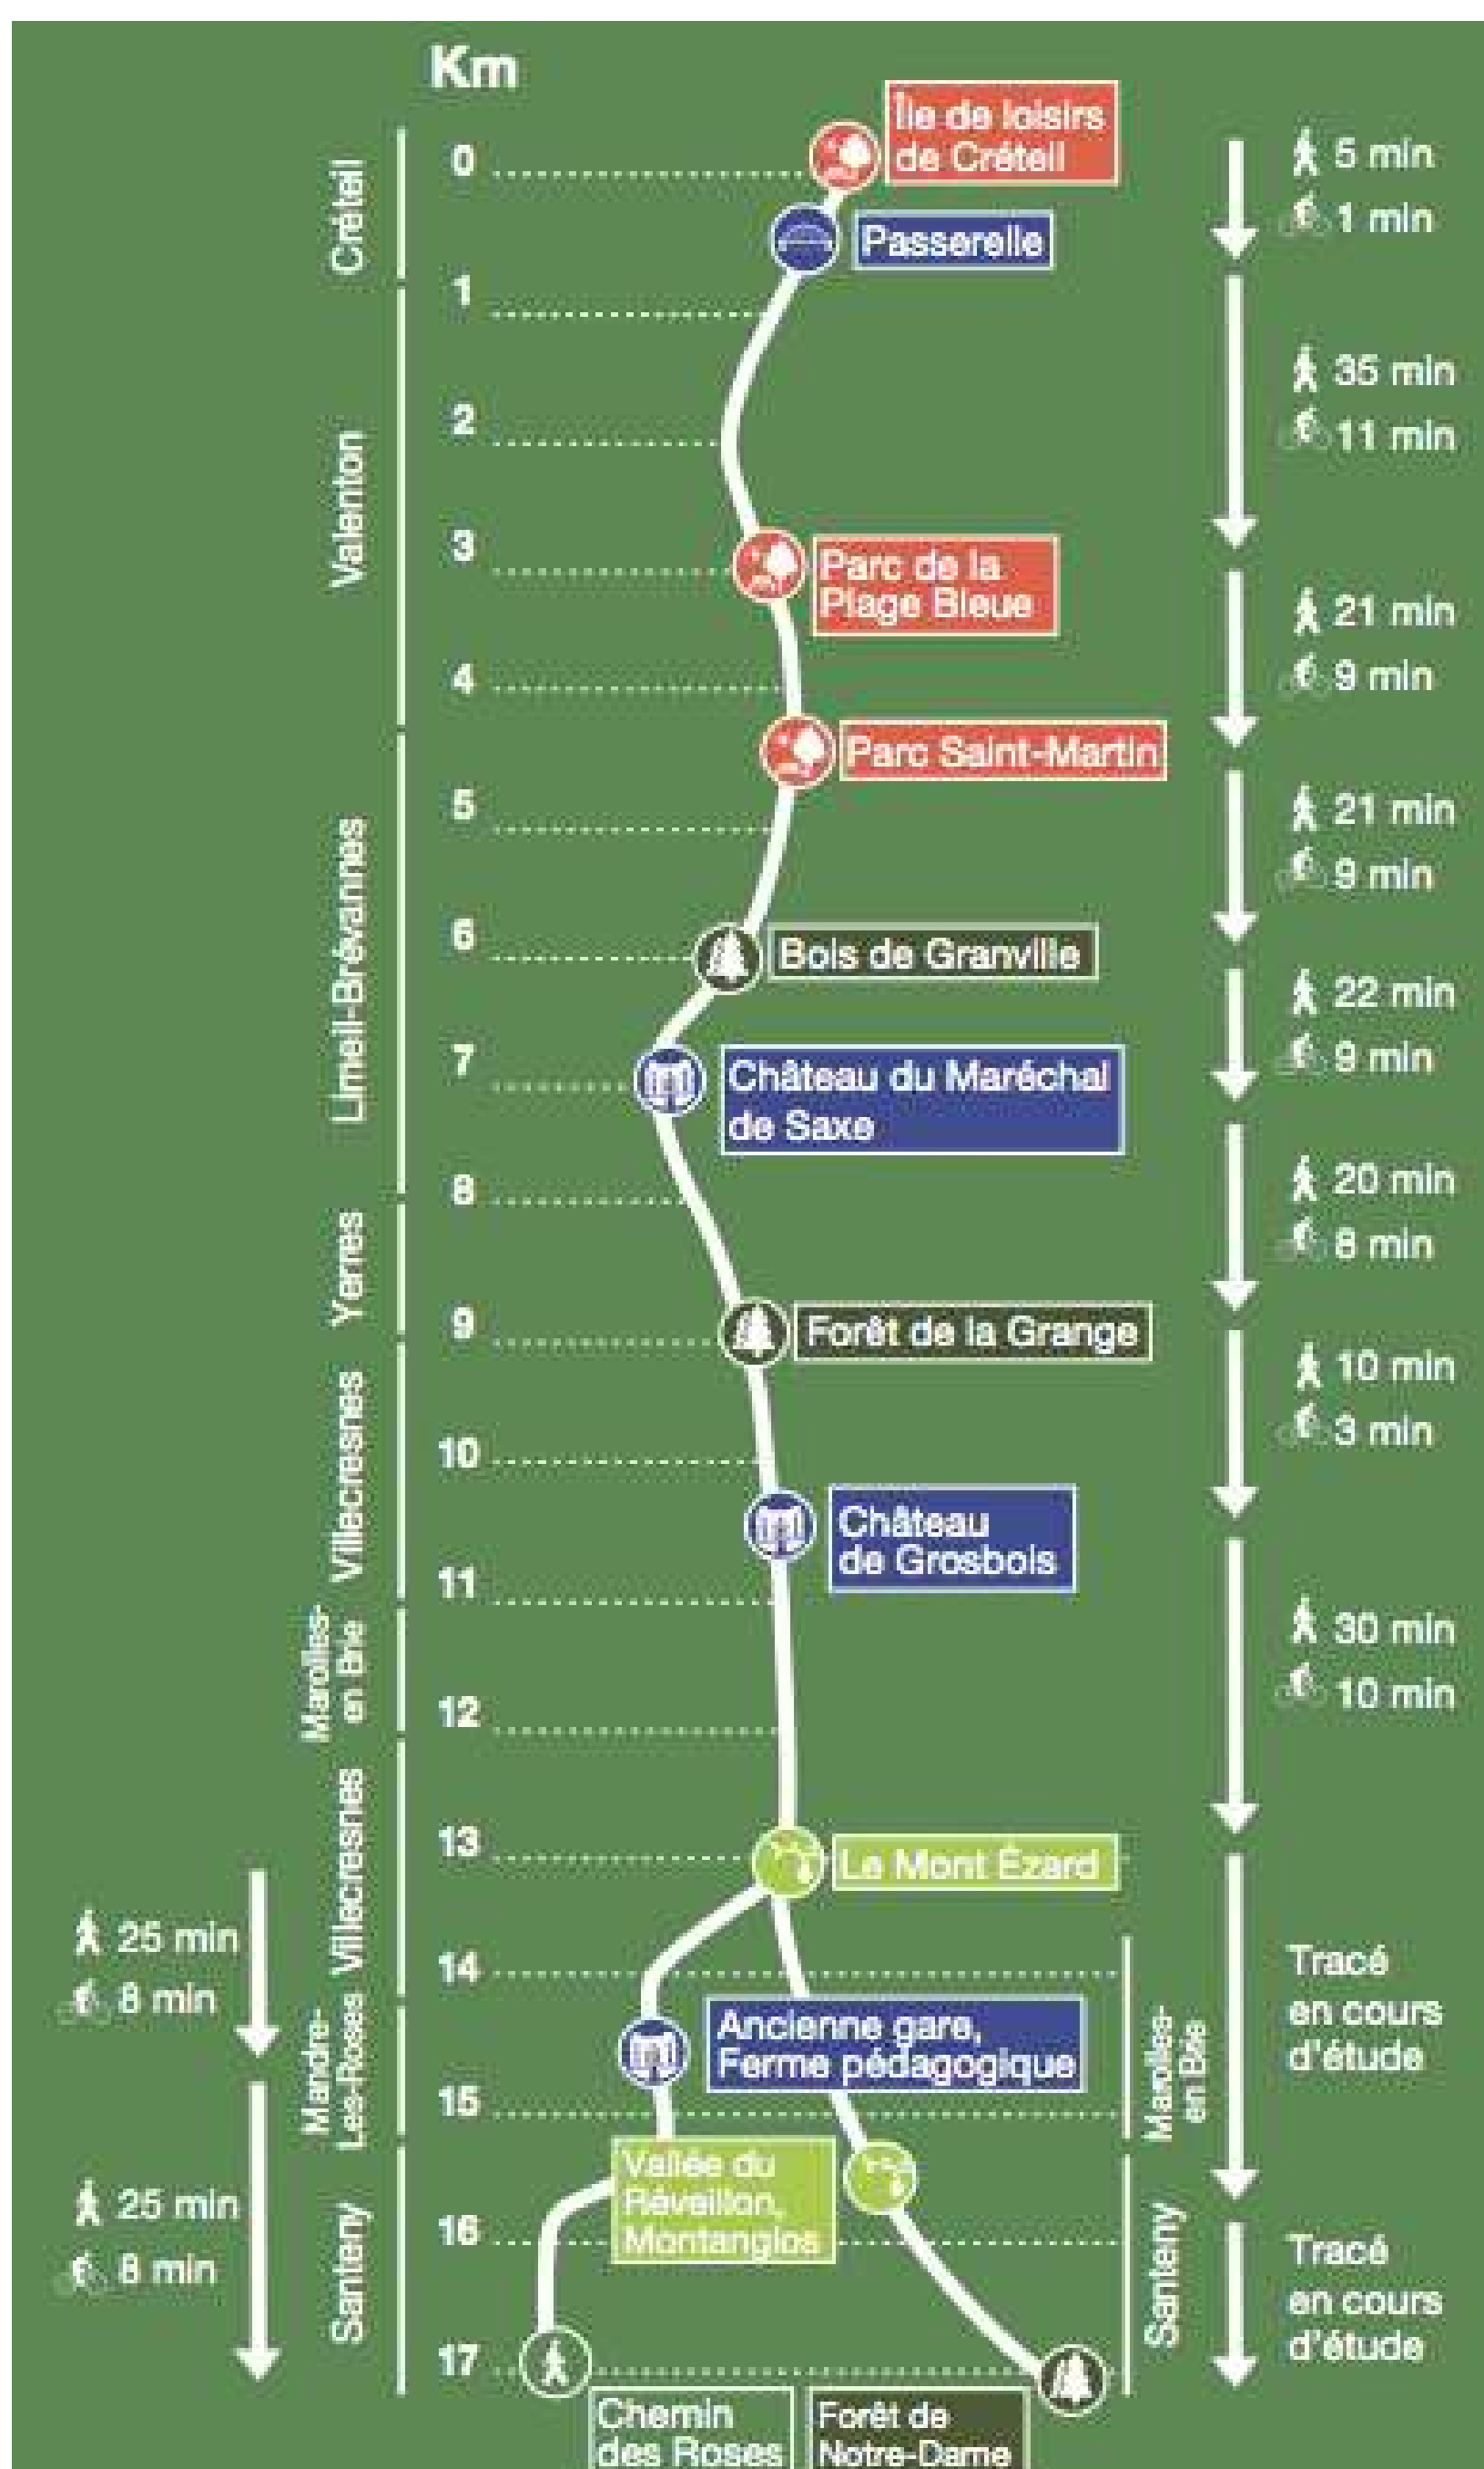 Km
Créteil
0
Île de loisirs
de Créteil
5 min
1 min
Passerelle
1
Valenton
35 min
11 min
2
3
Parc de la
Plage Bleue
21 min
9 min
4
Parc Saint-Martin
Limeil-Brévannes
5
21 min
9 min
6
Bois de Granville
22 min
9 min
7
Château du Maréchal
de Saxe
20 min
8 min
8
Yerres
9
Forêt de la Grange
10 min
3 min
Villecresnes
10
Château
de Grosbois
11
Marolles-
en Brie
30 min
10 min
12
Villecresnes
13
Le Mont Ézard
25 min
8 min
14
Tracé
en cours
d'étude
Mandre-
Les-Roses
Ancienne gare,
Ferme pédagogique
Marolles-
en Brie
15
Vallée du
Réveillon,
Montanglos
25 min
8 min
Santeny
16
Santeny
Tracé
en cours
d'étude
17
Chemin
des Roses
Forêt de
Notre-Dame